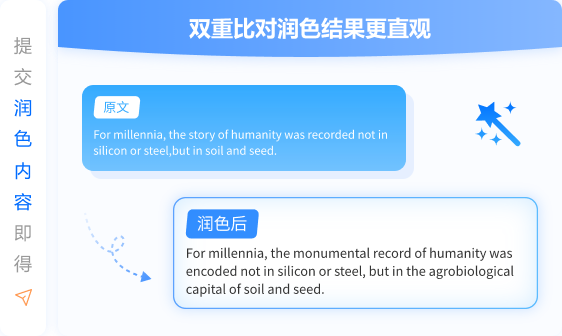 提交润色内容即得
双重比对润色结果更直观
原文
For millennia, the story of humanity was recorded not in
silicon or steel,but in soil and seed.
润色后
For millennia, the monumental record of humanity was
encoded not in silicon or steel, but in the agrobiological
capital of soil and seed.